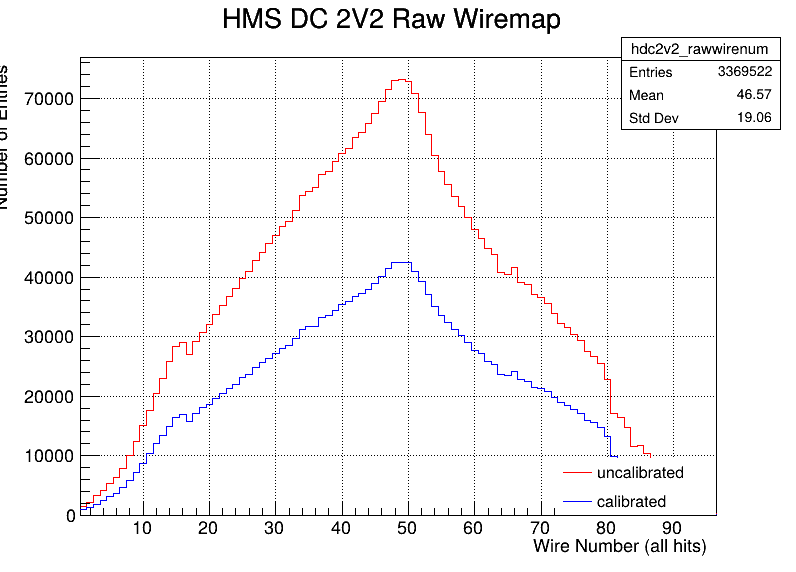 HMS DC 2V2 Raw Wiremap
hdc2v2_rawwirenum
Entries 3369522
Mean 46.57
Std Dev 19.06
Number of Entries
70000
60000
50000
40000
30000
20000
10000
0
uncalibrated
calibrated
10 20 30 40 50 60 70 80 90
Wire Number (all hits)